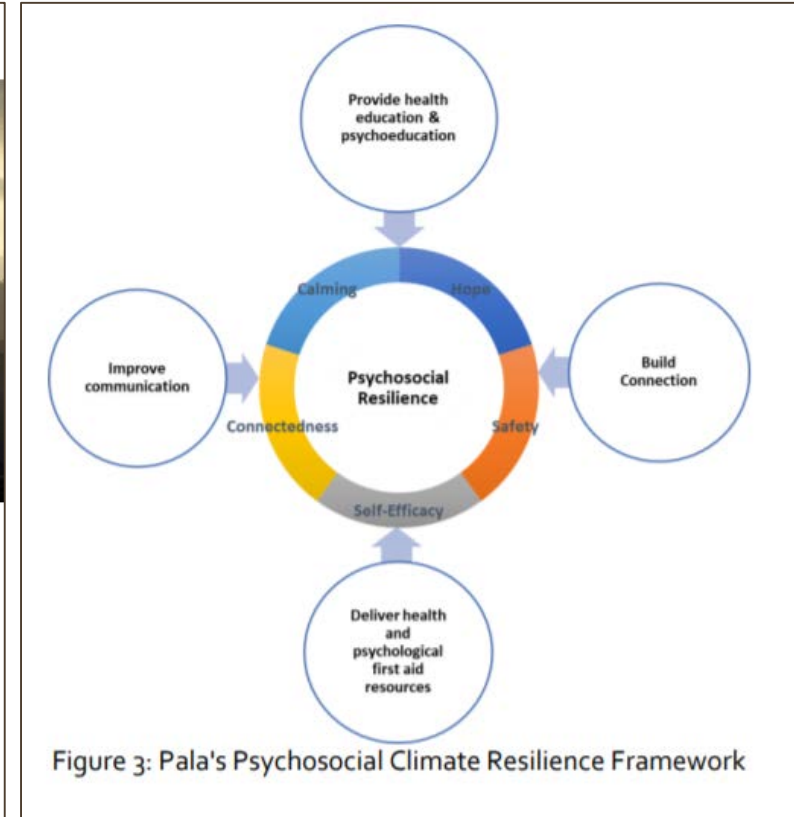 Provide health
education &
psychoeducation
Calming
Hope
Improve
communication
Psychosocial
Resilience
Build
Connection
Connectedness
Safety
Self-Efficacy
Deliver health
and
psychological
first aid
resources
Figure 3: Pala's Psychosocial Climate Resilience Framework